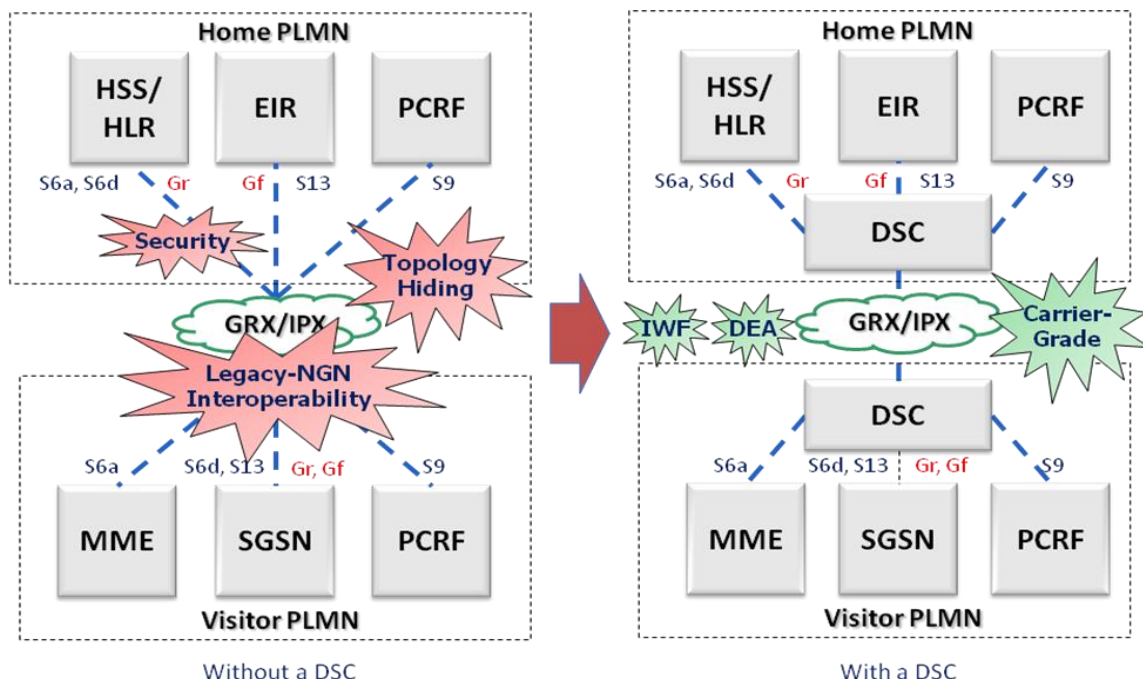 Home PLMN
HSS/
HLR
EIR
PCRF
S6a, S6d
Gr
Gf
S13
S9
Security
Topology
Hiding
GRX/IPX
Legacy-NGN
Interoperability
S6a
S6d, S13
Gr, Gf
S9
MME
SGSN
PCRF
Visitor PLMN
Without a DSC
Home PLMN
HSS/
HLR
EIR
PCRF
S6a, S6d
Gr
Gf
S13
S9
DSC
IWF
DEA
GRX/IPX
Carrier-
Grade
DSC
S6a
S6d, S13
Gr, Gf
S9
MME
SGSN
PCRF
Visitor PLMN
With a DSC